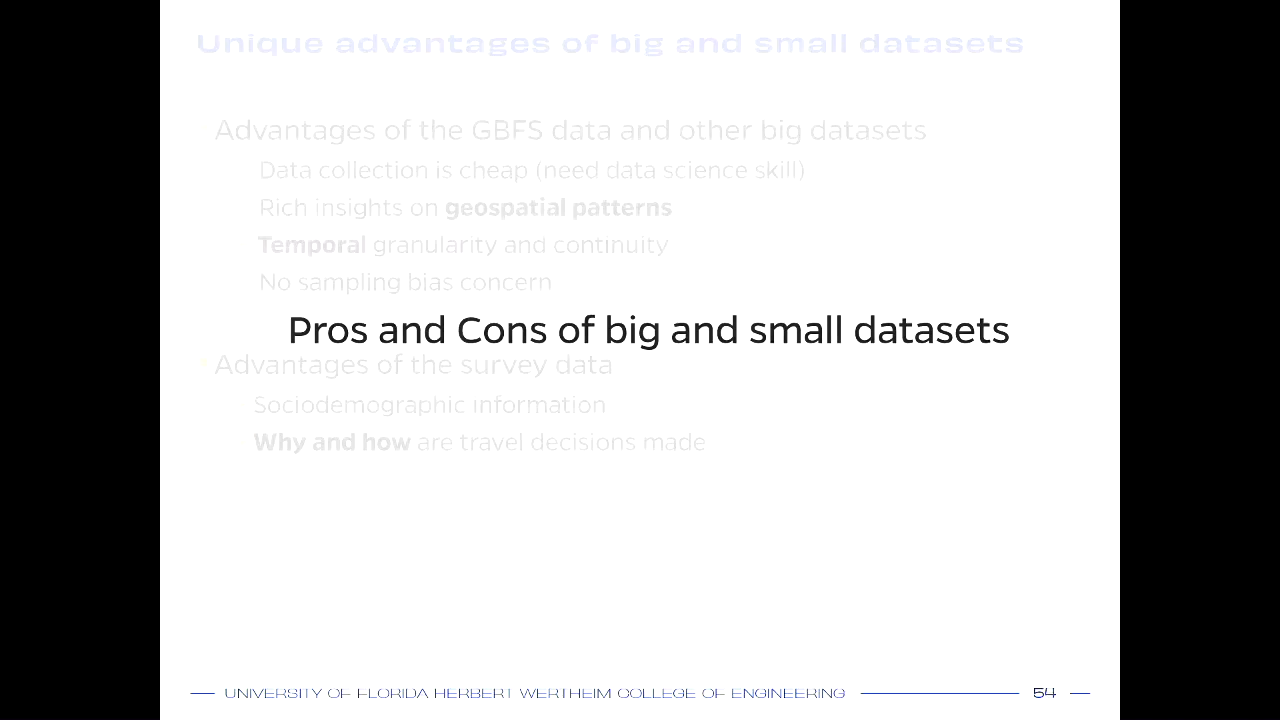 Unique advantages of big and small datasets
Advantages of the GBFS data and other big datasets
Data collection is cheap (need data science skill)
Rich insights on geospatial patterns
Temporal granularity and continuity
No sampling bias concern
Pros and Cons of big and small datasets
Advantages of the survey data
Sociodemographic information
Why and how are travel decisions made
UNIVERSITY OF FLORIDA HERBERT WERTHEIM COLLEGE OF ENGINEERING 54